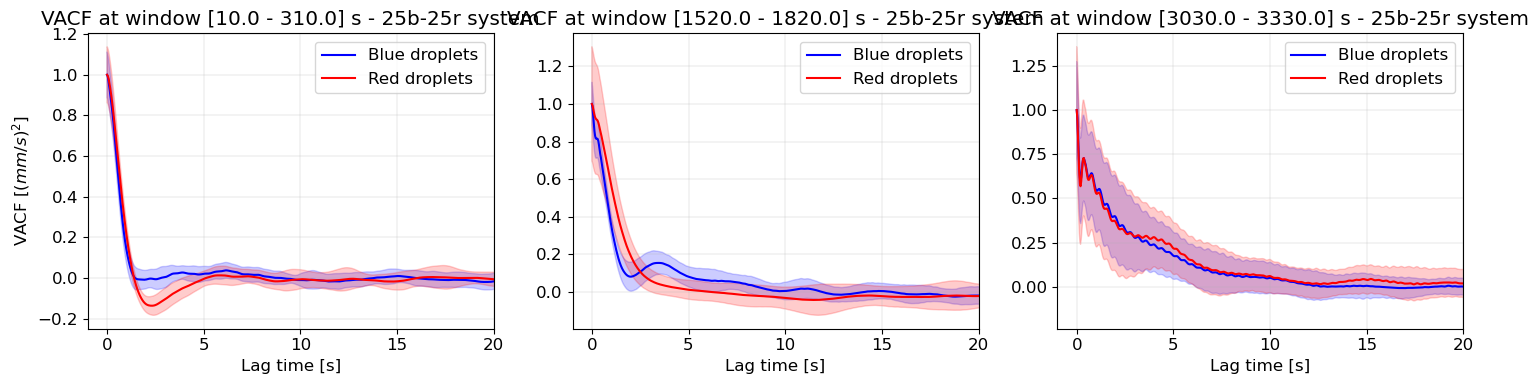 VACF at window [10.0 - 310.0] s - 25b-25r system
VACF at window [1520.0 - 1820.0] s - 25b-25r system
VACF at window [3030.0 - 3330.0] s - 25b-25r system
Blue droplets
Red droplets
Blue droplets
Red droplets
Blue droplets
Red droplets
VACF [(mm/s)²]
1.2
1.0
0.8
0.6
0.4
0.2
0.0
−0.2
0
5
10
15
20
Lag time [s]
1.2
1.0
0.8
0.6
0.4
0.2
0.0
0
5
10
15
20
Lag time [s]
1.25
1.00
0.75
0.50
0.25
0.00
0
5
10
15
20
Lag time [s]